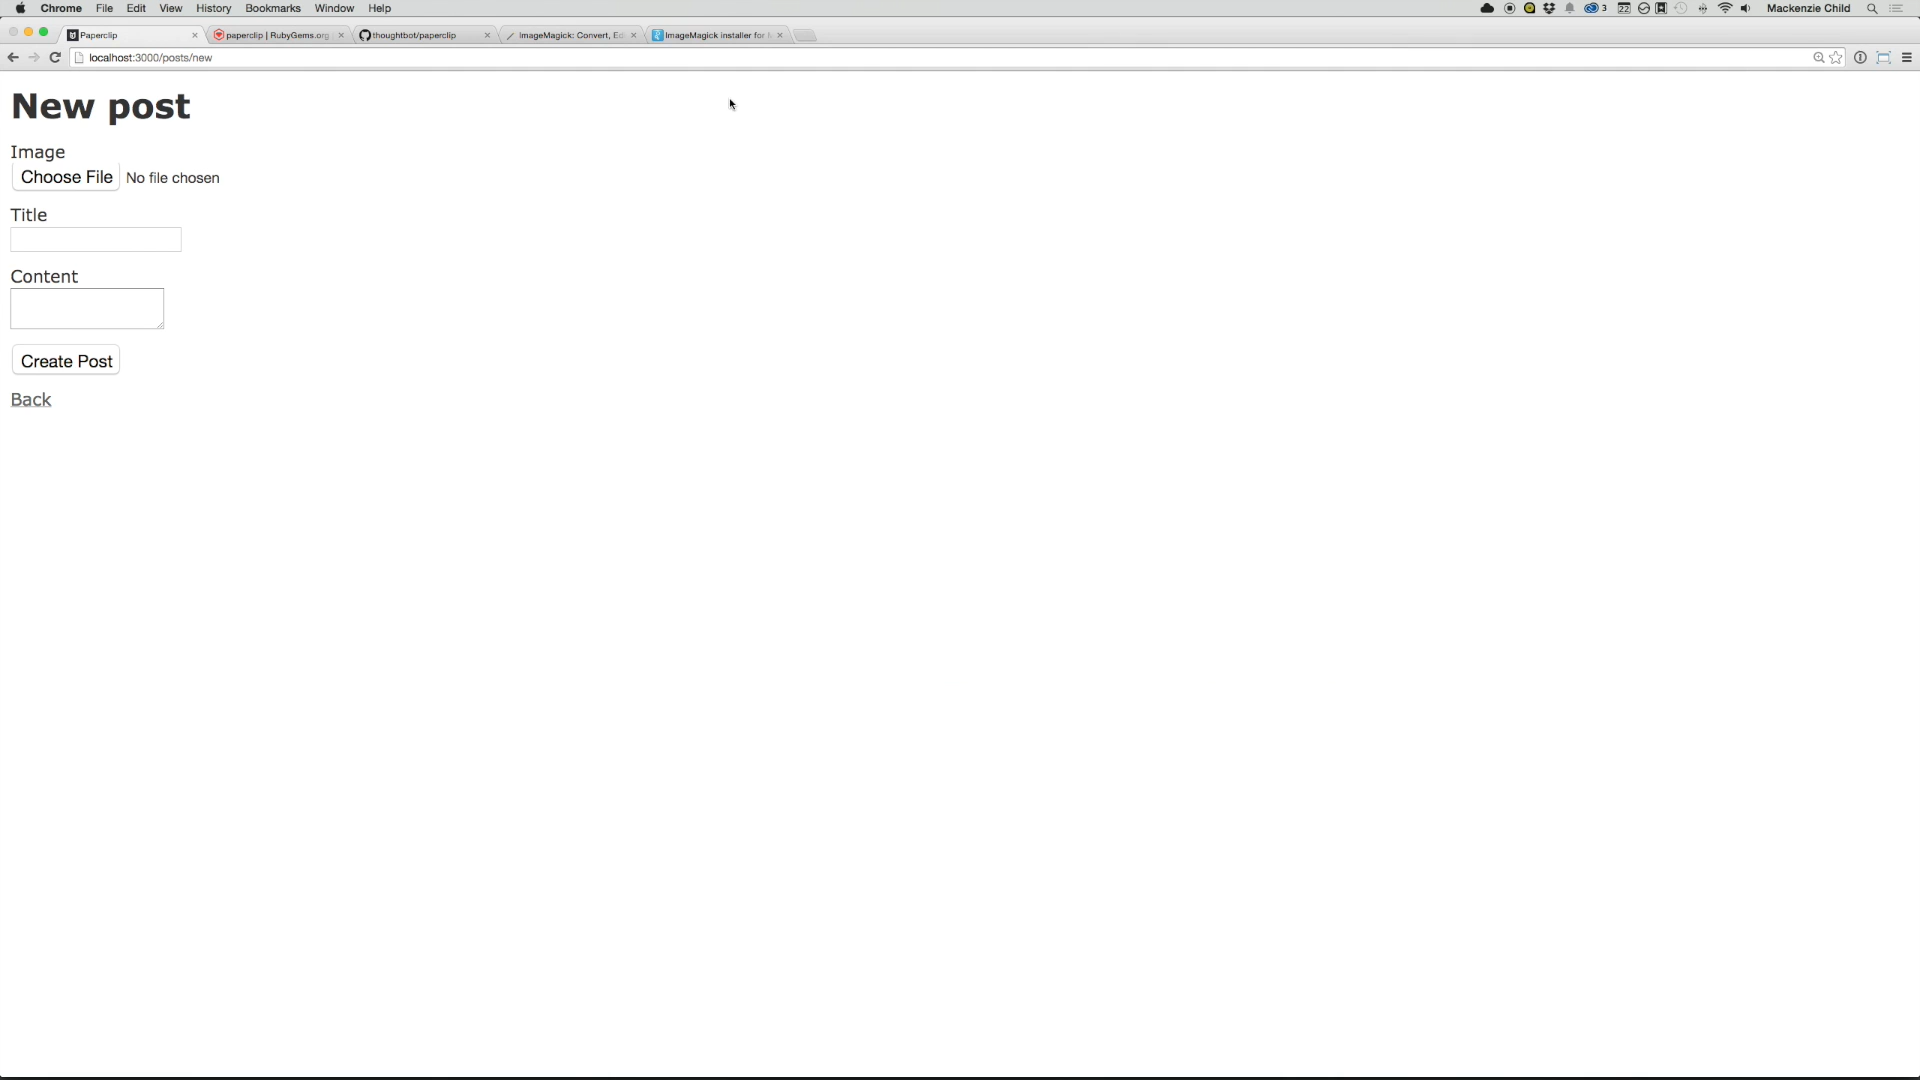 Chrome File Edit View History Bookmarks Window Help 3 22 Mackenzie Child
Paperclip paperclip | RubyGems.org thoughtbot/paperclip ImageMagick: Convert, Ed ImageMagick installer for
localhost:3000/posts/new
New post
Image
Choose File No file chosen
Title
Content
Create Post
Back